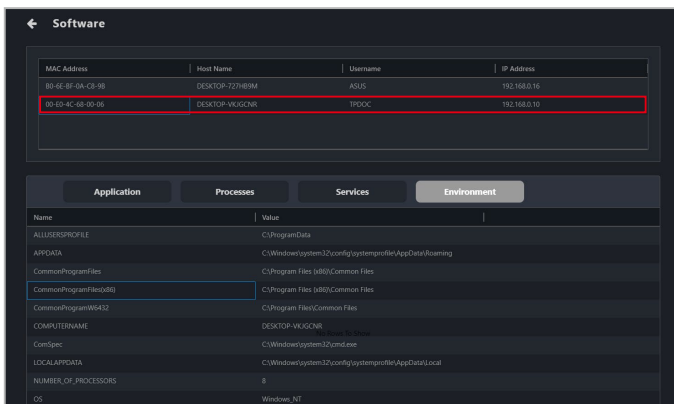 Software
MAC Address Host Name Username IP Address
B0-6E-BF-0A-C8-9B DESKTOP-727HB9M ASUS 192.168.0.16
00-E0-4C-68-00-06 DESKTOP-VKJGCNR TPDOC 192.168.0.10
Application Processes Services Environment
Name Value
ALLUSERSPROFILE C:\ProgramData
APPDATA C:\Windows\system32\config\systemprofile\AppData\Roaming
CommonProgramFiles C:\Program Files (x86)\Common Files
CommonProgramFiles(x86) C:\Program Files (x86)\Common Files
CommonProgramW6432 C:\Program Files\Common Files
COMPUTERNAME DESKTOP-VKJGCNR
ComSpec C:\Windows\system32\cmd.exe
LOCALAPPDATA C:\Windows\system32\config\systemprofile\AppData\Local
NUMBER_OF_PROCESSORS 8
OS Windows_NT